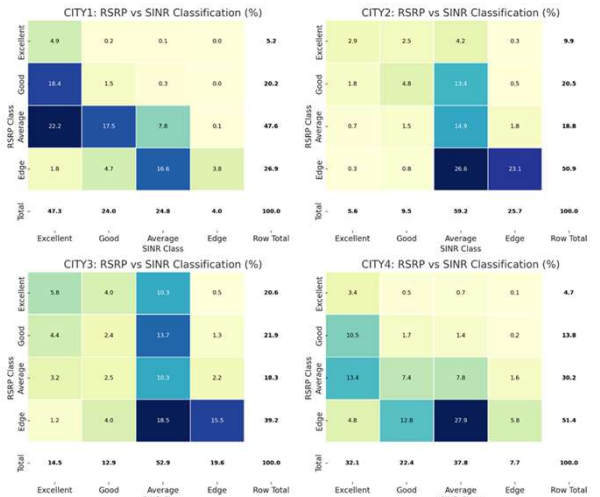 CITY1: RSRP vs SINR Classification (%)
Excellent 4.9 0.2 0.1 0.0 5.2
Good 18.4 1.5 0.3 0.0 20.2
Average 22.2 17.5 7.8 0.1 47.6
Edge 1.8 4.7 16.6 3.8 26.9
Total 47.3 24.0 24.8 4.0 100.0
RSRP Class
Excellent Good Average Edge Row Total
SINR Class
CITY2: RSRP vs SINR Classification (%)
Excellent 2.9 2.5 4.2 0.3 9.9
Good 1.8 4.8 13.4 0.5 20.5
Average 0.7 1.5 14.9 1.8 18.8
Edge 0.3 0.8 26.6 23.1 50.9
Total 5.6 9.5 59.2 25.7 100.0
RSRP Class
Excellent Good Average Edge Row Total
SINR Class
CITY3: RSRP vs SINR Classification (%)
Excellent 5.8 4.0 10.3 0.5 20.6
Good 4.4 2.4 13.7 1.3 21.9
Average 3.2 2.5 10.3 2.2 18.3
Edge 1.2 4.0 18.5 15.5 39.2
Total 14.5 12.9 52.9 19.6 100.0
RSRP Class
Excellent Good Average Edge Row Total
CITY4: RSRP vs SINR Classification (%)
Excellent 3.4 0.5 0.7 0.1 4.7
Good 10.5 1.7 1.4 0.2 13.8
Average 13.4 7.4 7.8 1.6 30.2
Edge 4.8 12.8 27.9 5.8 51.4
Total 32.1 22.4 37.8 7.7 100.0
RSRP Class
Excellent Good Average Edge Row Total